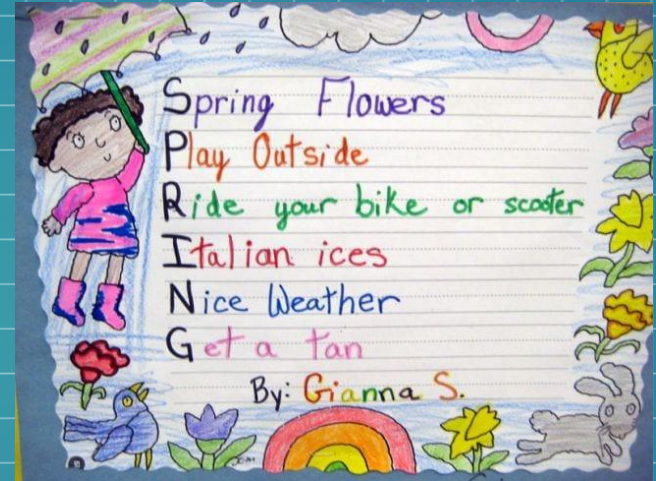 Spring Flowers
Play Outside
Ride your bike or scooter
Italian ices
Nice Weather
Get a tan
By: Gianna S.